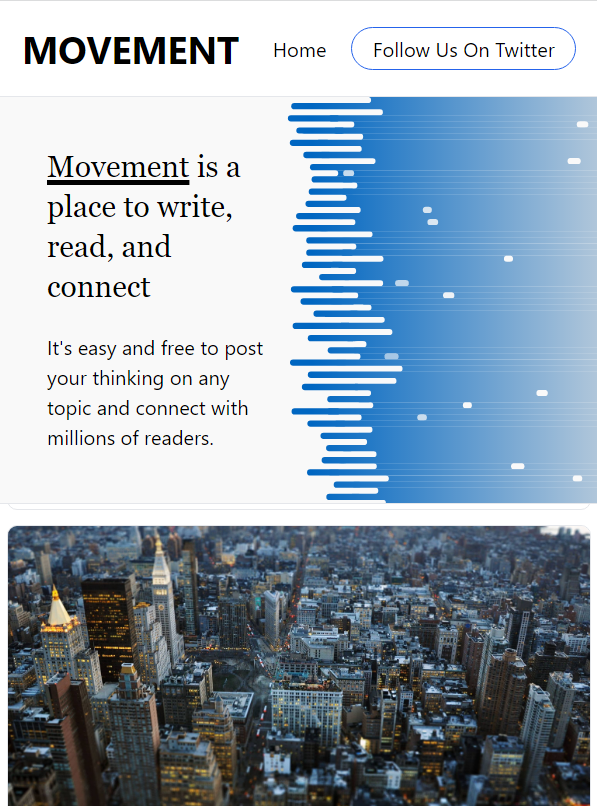 MOVEMENT Home Follow Us On Twitter
Movement is a
place to write,
read, and
connect
It's easy and free to post
your thinking on any
topic and connect with
millions of readers.